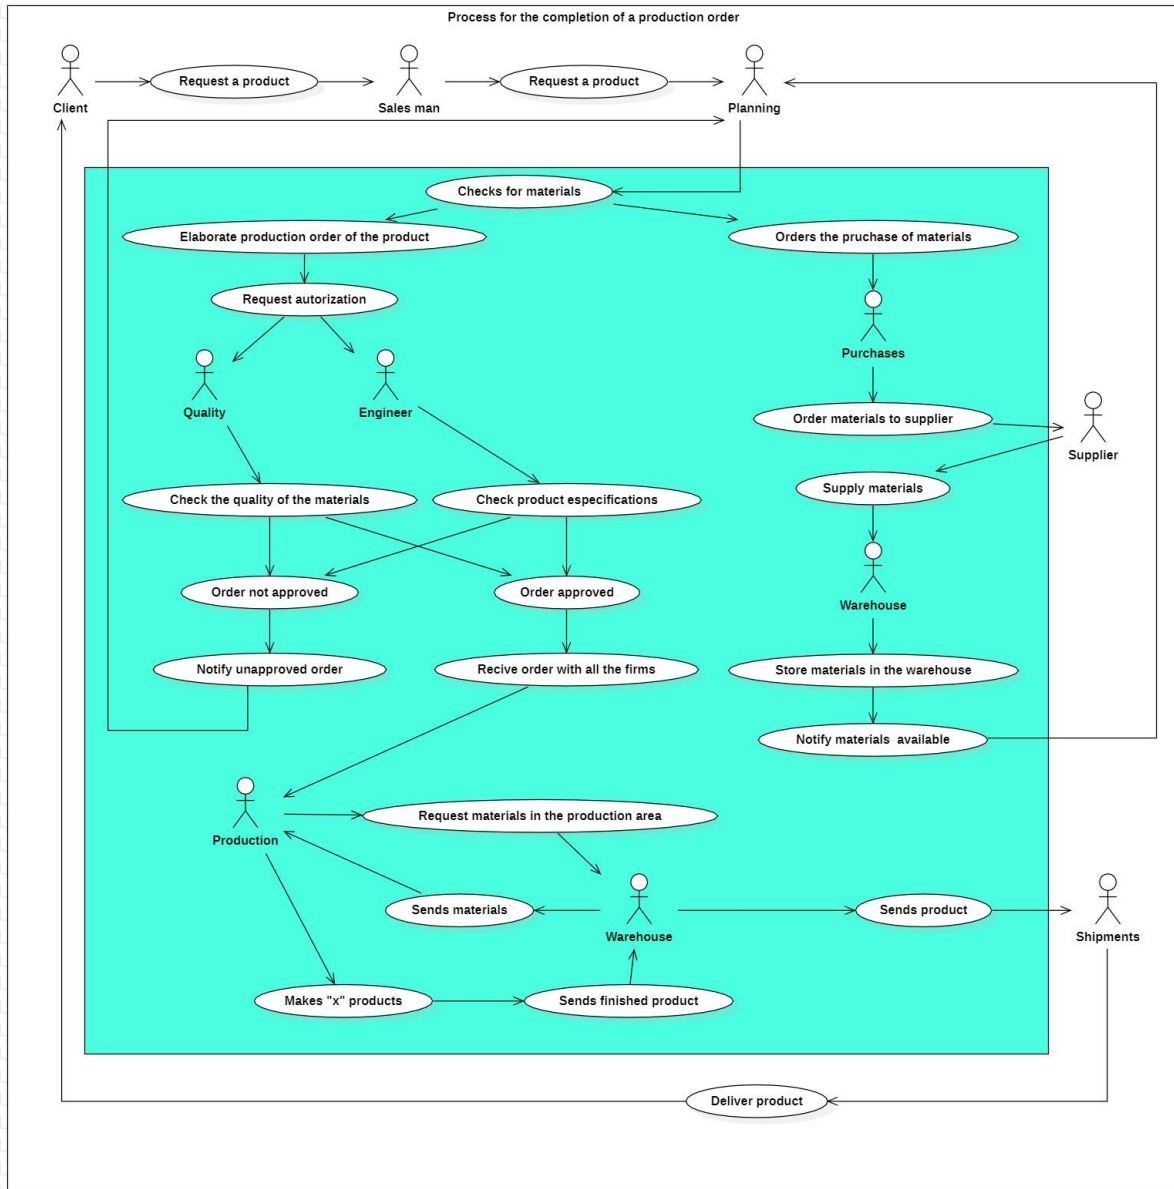 Process for the completion of a production order
Request a product
Request a product
Client
Sales man
Planning
Checks for materials
Elaborate production order of the product
Orders the pruchase of materials
Request autorization
Purchases
Quality
Engineer
Order materials to supplier
Supplier
Supply materials
Check the quality of the materials
Check product especifications
Order not approved
Order approved
Warehouse
Notify unapproved order
Recive order with all the firms
Store materials in the warehouse
Notify materials  available
Request materials in the production area
Production
Sends materials
Warehouse
Sends product
Shipments
Makes "x" products
Sends finished product
Deliver product